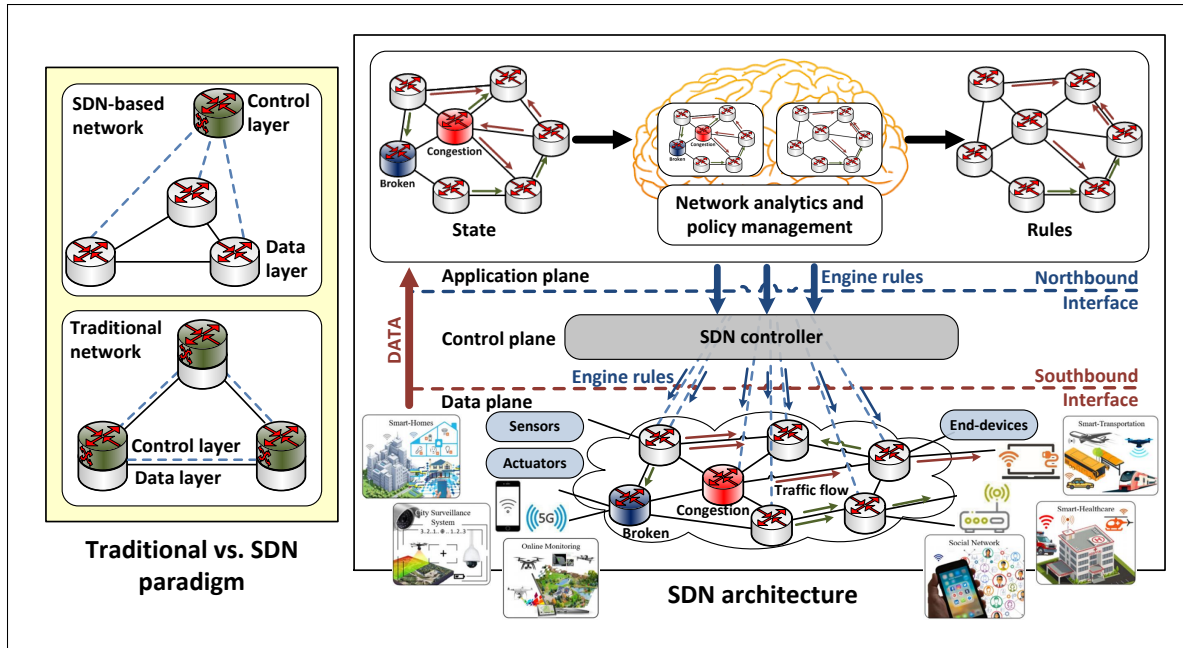 SDN-based
network
Control
layer
Data
layer
Traditional
network
Control layer
Data layer
Traditional vs. SDN
paradigm
Congestion
Broken
State
Congestion
Broken
Network analytics and
policy management
Rules
Application plane
Engine rules
Northbound
Interface
DATA
Control plane
SDN controller
Engine rules
Southbound
Interface
Data plane
Smart-Homes
Sensors
Actuators
End-devices
Smart-Transportation
Traffic flow
Congestion
Broken
5G
City Surveillance
System
Online Monitoring
Social Network
Smart-Healthcare
H
SDN architecture